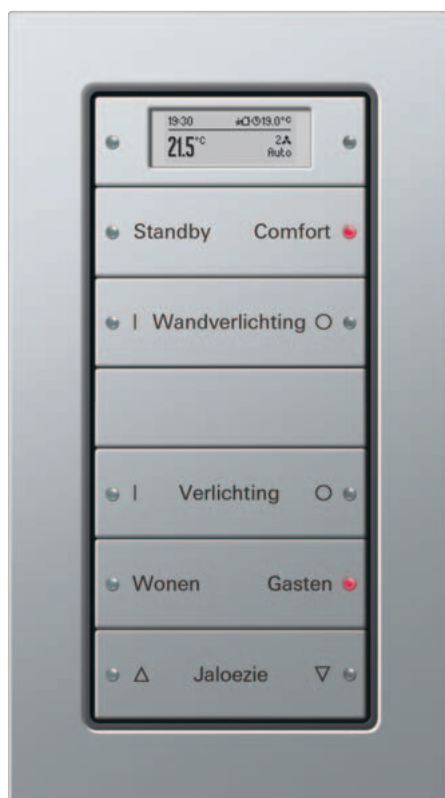 19:30 19.0°C
21.5°C 2
Auto
Standby Comfort
I Wandverlichting O
I Verlichting O
Wonen Gasten
△ Jaloezie ▽